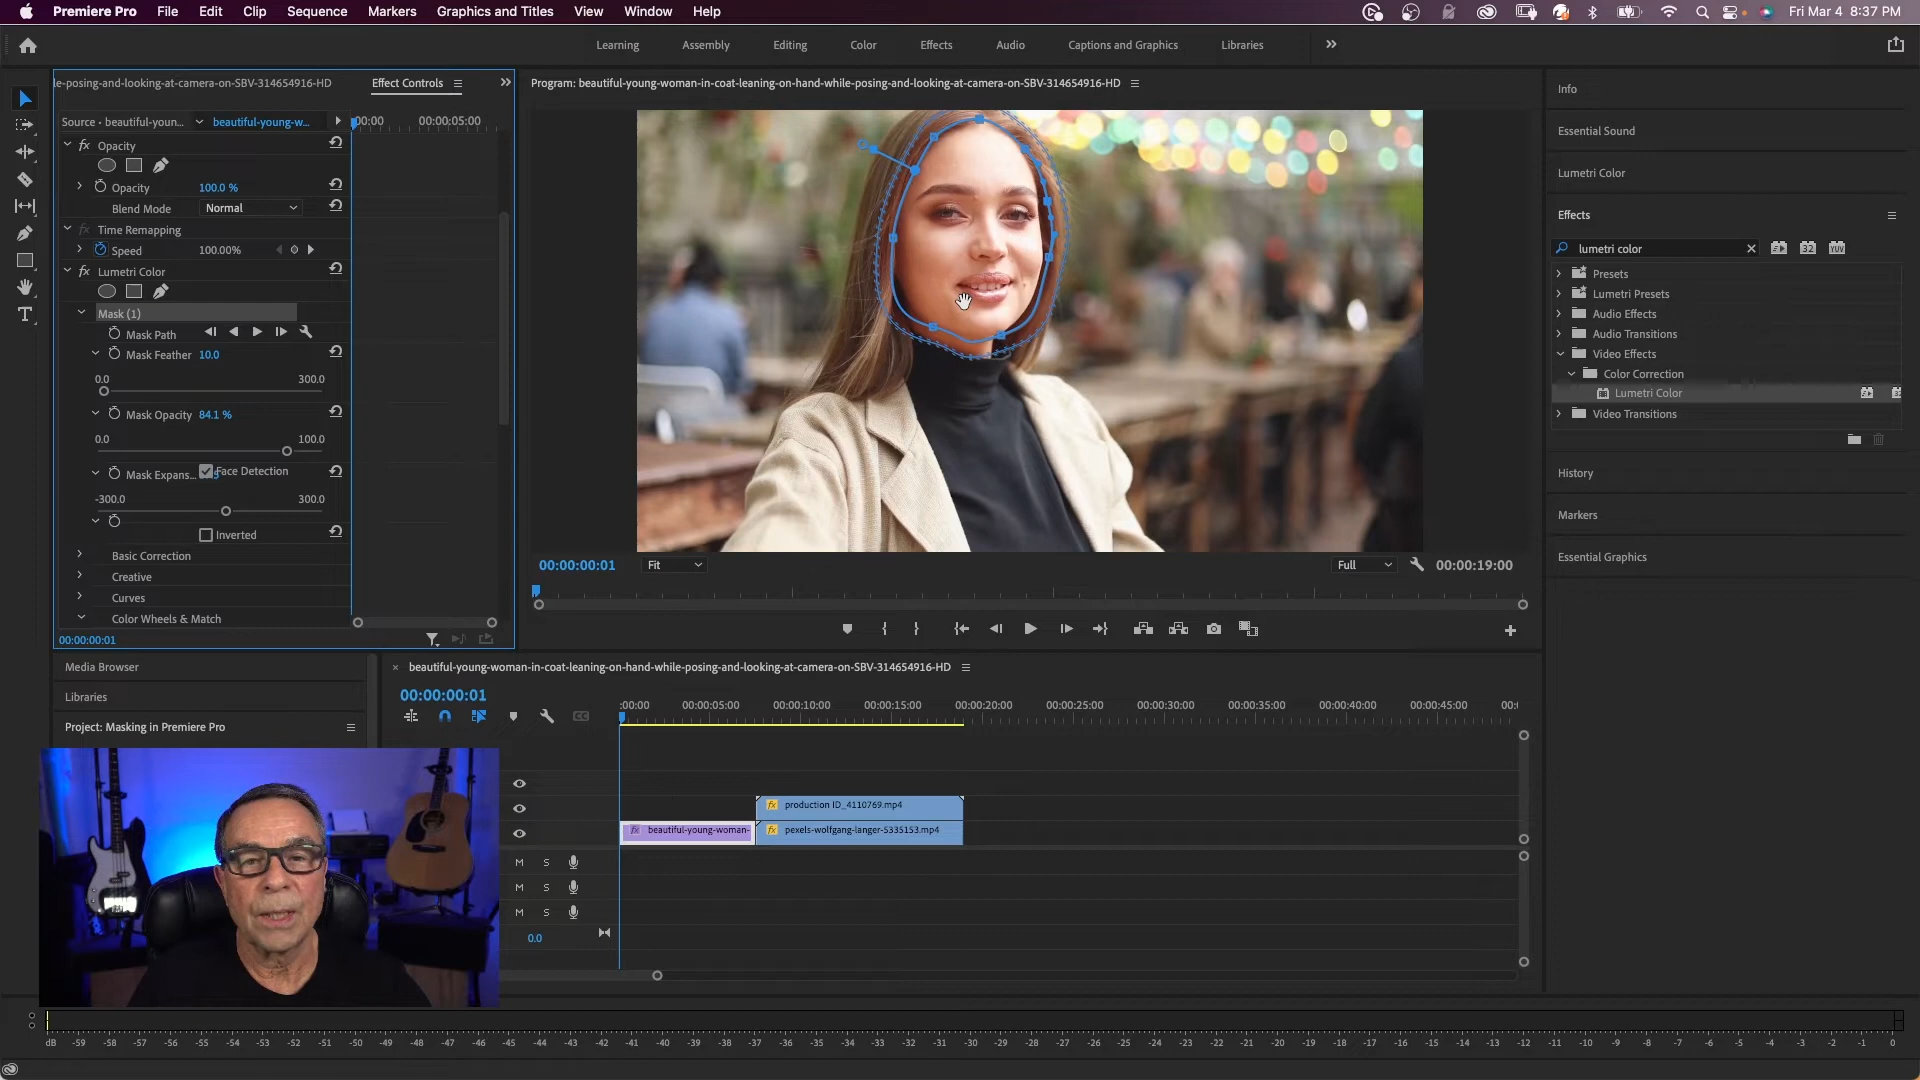 Premiere Pro File Edit Clip Sequence Markers Graphics and Titles View Window Help Fri Mar 4 8:37 PM
Learning Assembly Editing Color Effects Audio Captions and Graphics Libraries
le-posing-and-looking-at-camera-on-SBV-314654916-HD Effect Controls
Source • beautiful-youn... beautiful-young-w... :00:00 00:00:05:00
fx Opacity
Opacity 100.0 %
Blend Mode Normal
fx Time Remapping
Speed 100.00%
fx Lumetri Color
Mask (1)
Mask Path
Mask Feather 10.0
0.0 300.0
Mask Opacity 84.1 %
0.0 100.0
Mask Expans... Face Detection
-300.0 300.0
Inverted
Basic Correction
Creative
Curves
Color Wheels & Match
00:00:00:01
Program: beautiful-young-woman-in-coat-leaning-on-hand-while-posing-and-looking-at-camera-on-SBV-314654916-HD
00:00:00:01 Fit Full 00:00:19:00
Info
Essential Sound
Lumetri Color
Effects
lumetri color 32 YUV
Presets
Lumetri Presets
Audio Effects
Audio Transitions
Video Effects
Color Correction
Lumetri Color
Video Transitions
History
Markers
Essential Graphics
Media Browser
Libraries
Project: Masking in Premiere Pro
× beautiful-young-woman-in-coat-leaning-on-hand-while-posing-and-looking-at-camera-on-SBV-314654916-HD
00:00:00:01
:00:00 00:00:05:00 00:00:10:00 00:00:15:00 00:00:20:00 00:00:25:00 00:00:30:00 00:00:35:00 00:00:40:00 00:00:45:00 00:
fx production ID_4110769.mp4
fx beautiful-young-woman- fx pexels-wolfgang-langer-5335153.mp4
M S
M S
M S
0.0
dB -59 -58 -57 -56 -55 -54 -53 -52 -51 -50 -49 -48 -47 -46 -45 -44 -43 -42 -41 -40 -39 -38 -37 -36 -35 -34 -33 -32 -31 -30 -29 -28 -27 -26 -25 -24 -23 -22 -21 -20 -19 -18 -17 -16 -15 -14 -13 -12 -11 -10 -9 -8 -7 -6 -5 -4 -3 -2 -1 0